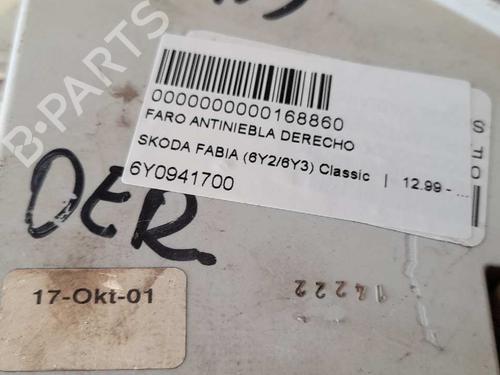 0000000000168860
FARO ANTINIEBLA DERECHO
SKODA FABIA (6Y2/6Y3) Classic | 12.99 - ...
6Y0941700
DER.
17-Okt-01
14222
B-PARTS